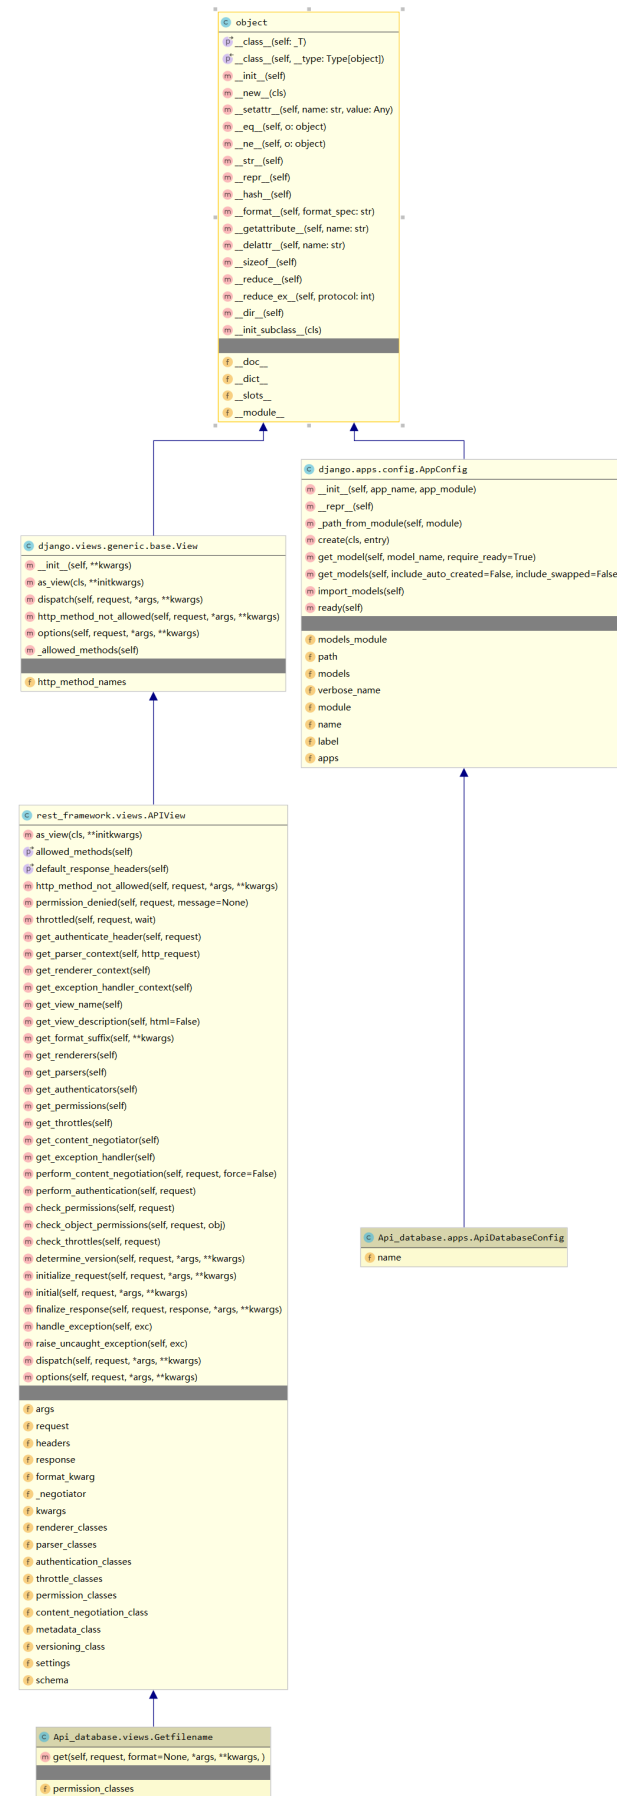 object
__class__(self: _T)
__class__(self, __type: Type[object])
__init__(self)
__new__(cls)
__setattr__(self, name: str, value: Any)
__eq__(self, o: object)
__ne__(self, o: object)
__str__(self)
__repr__(self)
__hash__(self)
__format__(self, format_spec: str)
__getattribute__(self, name: str)
__delattr__(self, name: str)
__sizeof__(self)
__reduce__(self)
__reduce_ex__(self, protocol: int)
__dir__(self)
__init_subclass__(cls)
__doc__
__dict__
__slots__
__module__
django.apps.config.AppConfig
__init__(self, app_name, app_module)
__repr__(self)
_path_from_module(self, module)
create(cls, entry)
get_model(self, model_name, require_ready=True)
get_models(self, include_auto_created=False, include_swapped=False
import_models(self)
ready(self)
models_module
path
models
verbose_name
module
name
label
apps
django.views.generic.base.View
__init__(self, **kwargs)
as_view(cls, **initkwargs)
dispatch(self, request, *args, **kwargs)
http_method_not_allowed(self, request, *args, **kwargs)
options(self, request, *args, **kwargs)
_allowed_methods(self)
http_method_names
rest_framework.views.APIView
as_view(cls, **initkwargs)
allowed_methods(self)
default_response_headers(self)
http_method_not_allowed(self, request, *args, **kwargs)
permission_denied(self, request, message=None)
throttled(self, request, wait)
get_authenticate_header(self, request)
get_parser_context(self, http_request)
get_renderer_context(self)
get_exception_handler_context(self)
get_view_name(self)
get_view_description(self, html=False)
get_format_suffix(self, **kwargs)
get_renderers(self)
get_parsers(self)
get_authenticators(self)
get_permissions(self)
get_throttles(self)
get_content_negotiator(self)
get_exception_handler(self)
perform_content_negotiation(self, request, force=False)
perform_authentication(self, request)
check_permissions(self, request)
check_object_permissions(self, request, obj)
check_throttles(self, request)
determine_version(self, request, *args, **kwargs)
initialize_request(self, request, *args, **kwargs)
initial(self, request, *args, **kwargs)
finalize_response(self, request, response, *args, **kwargs)
handle_exception(self, exc)
raise_uncaught_exception(self, exc)
dispatch(self, request, *args, **kwargs)
options(self, request, *args, **kwargs)
args
request
headers
response
format_kwarg
_negotiator
kwargs
renderer_classes
parser_classes
authentication_classes
throttle_classes
permission_classes
content_negotiation_class
metadata_class
versioning_class
settings
schema
Api_database.apps.ApiDatabaseConfig
name
Api_database.views.Getfilename
get(self, request, format=None, *args, **kwargs, )
permission_classes